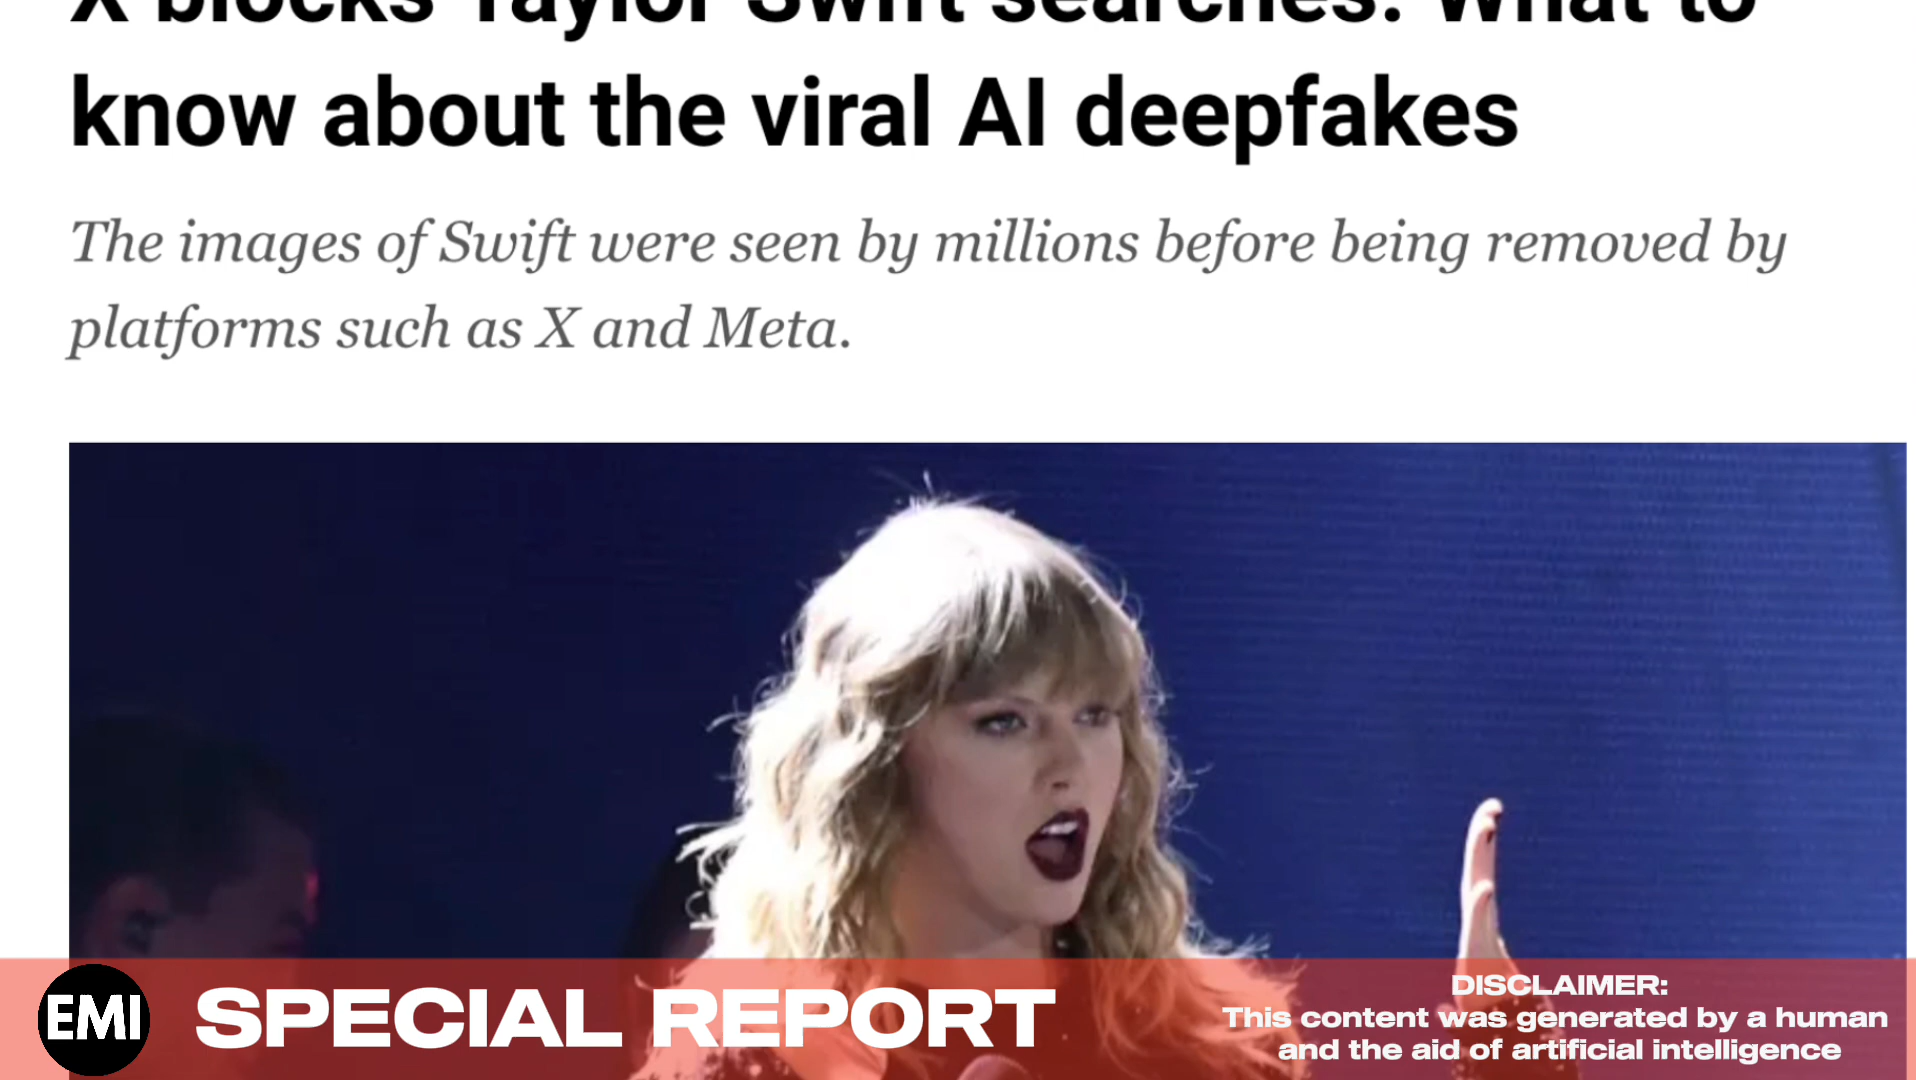 X blocks Taylor Swift searches: What to
know about the viral AI deepfakes
The images of Swift were seen by millions before being removed by
platforms such as X and Meta.
EMI
SPECIAL REPORT
DISCLAIMER:
This content was generated by a human
and the aid of artificial intelligence